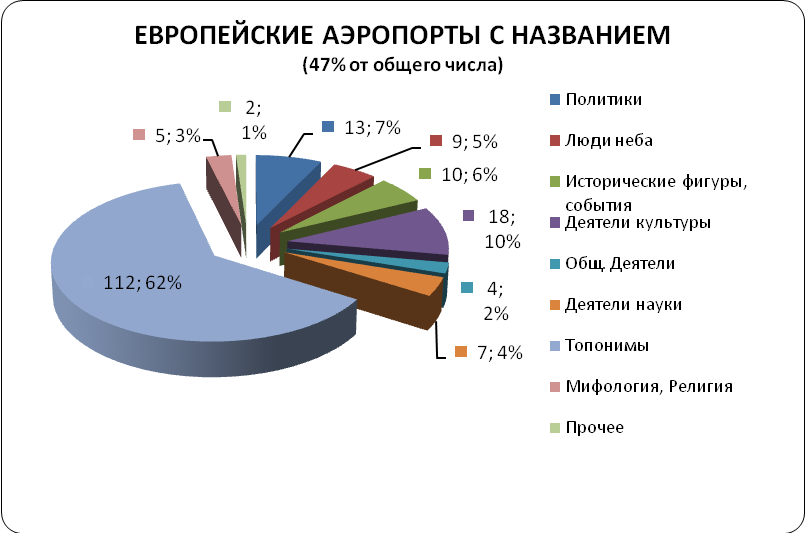 ЕВРОПЕЙСКИЕ АЭРОПОРТЫ С НАЗВАНИЕМ
(47% от общего числа)
2;
1%
5; 3%
13; 7%
9; 5%
10; 6%
18;
10%
4;
2%
7; 4%
112; 62%
Политики
Люди неба
Исторические фигуры,
события
Деятели культуры
Общ. Деятели
Деятели науки
Топонимы
Мифология, Религия
Прочее